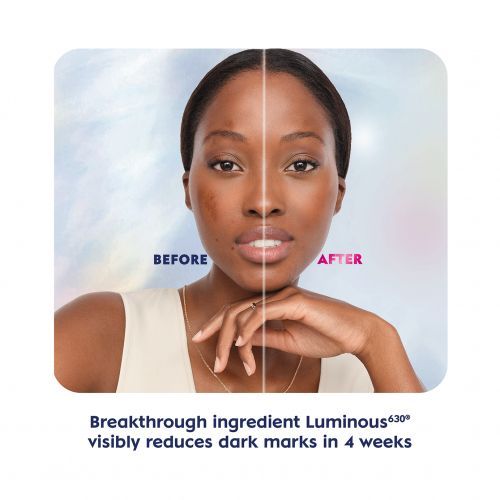 BEFORE
AFTER
Breakthrough ingredient Luminous⁶³⁰®
visibly reduces dark marks in 4 weeks